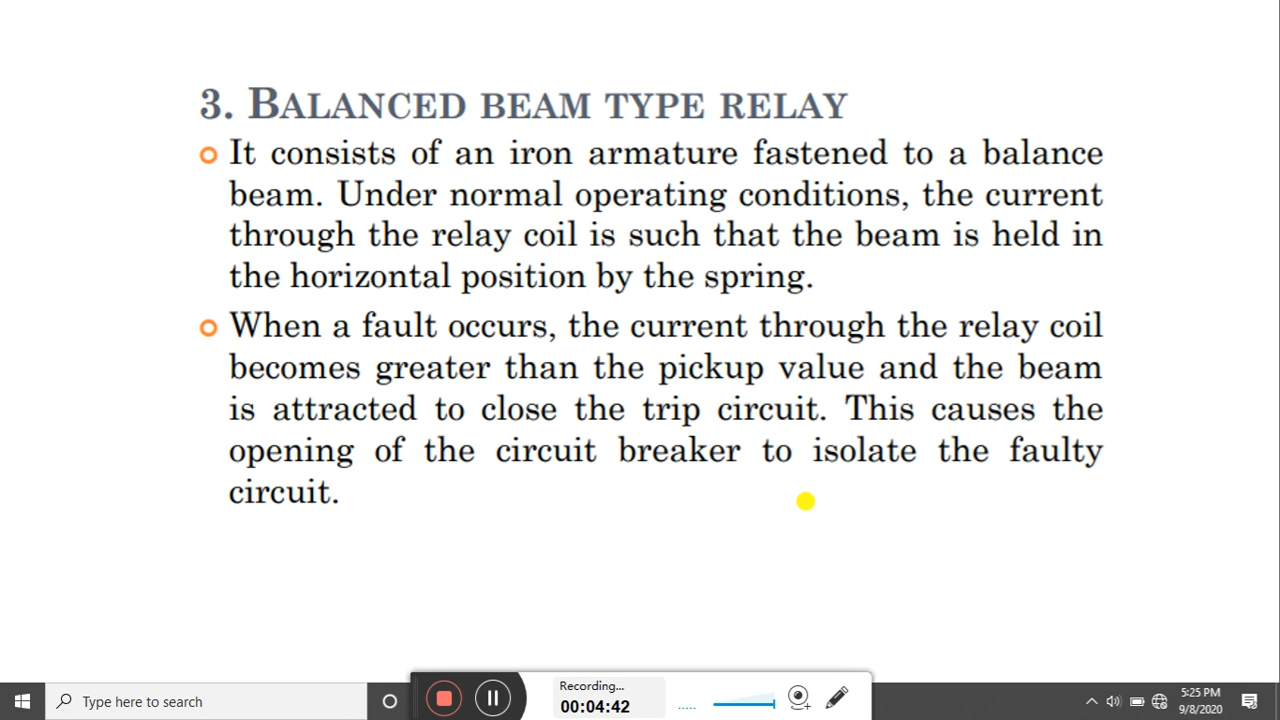 3. BALANCED BEAM TYPE RELAY
It consists of an iron armature fastened to a balance
beam. Under normal operating conditions, the current
through the relay coil is such that the beam is held in
the horizontal position by the spring.
When a fault occurs, the current through the relay coil
becomes greater than the pickup value and the beam
is attracted to close the trip circuit. This causes the
opening of the circuit breaker to isolate the faulty
circuit.
Type here to search
Recording...
00:04:42
5:25 PM
9/8/2020